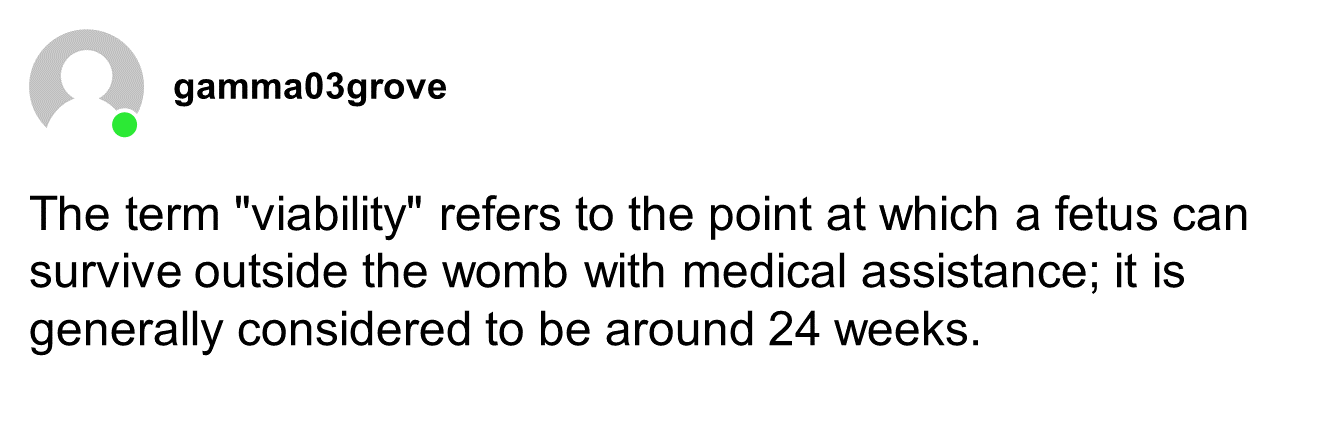 gamma03grove
The term "viability" refers to the point at which a fetus can
survive outside the womb with medical assistance; it is
generally considered to be around 24 weeks.